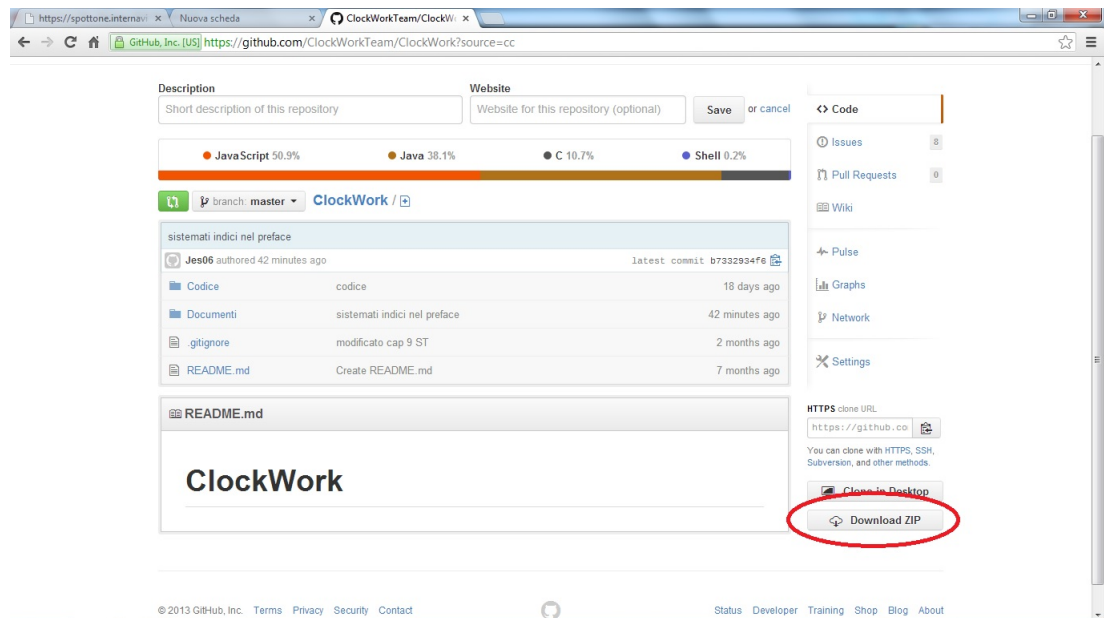 https://spottone.internavi
Nuova scheda
ClockWorkTeam/ClockWo
GitHub, Inc. [US] https://github.com/ClockWorkTeam/ClockWork?source=cc
Description Website
Short description of this repository Website for this repository (optional) Save or cancel
JavaScript 50.9% Java 38.1% C 10.7% Shell 0.2%
branch: master ClockWork /
sistemati indici nel preface
Jes06 authored 42 minutes ago latest commit b7332934f6
Codice codice 18 days ago
Documenti sistemati indici nel preface 42 minutes ago
.gitignore modificato cap 9 ST 2 months ago
README.md Create README.md 7 months ago
README.md
ClockWork
Code
Issues 8
Pull Requests 0
Wiki
Pulse
Graphs
Network
Settings
HTTPS clone URL
https://github.co
You can clone with HTTPS, SSH,
Subversion, and other methods.
Clone in Desktop
Download ZIP
© 2013 GitHub, Inc. Terms Privacy Security Contact Status Developer Training Shop Blog About